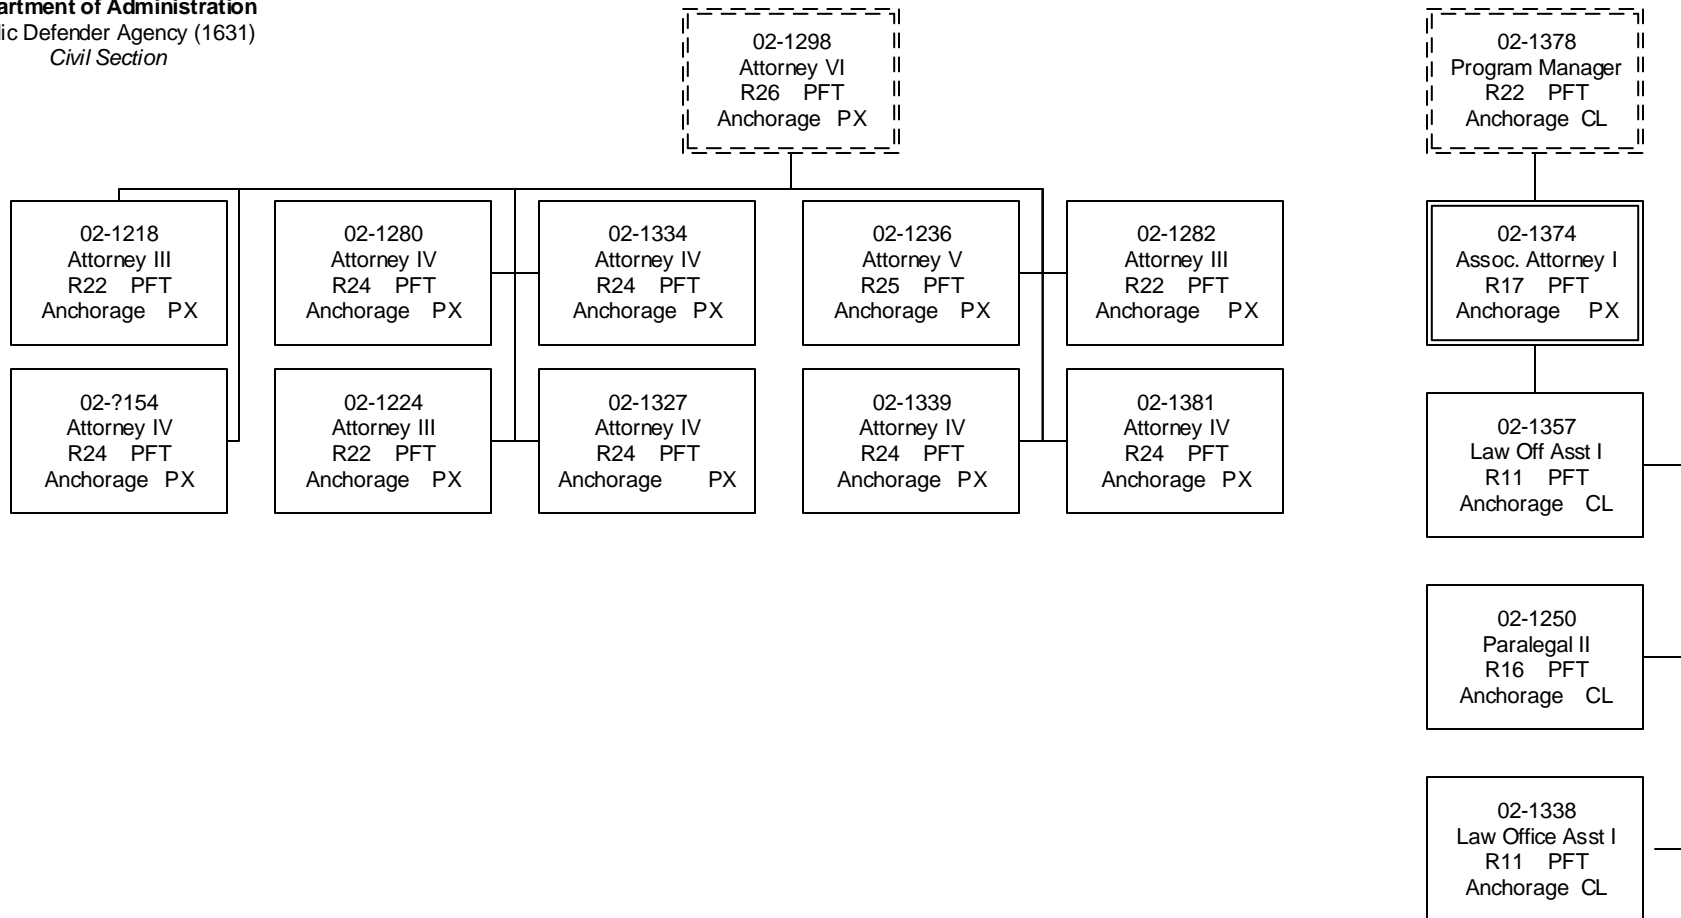 artment of Administration
lic Defender Agency (1631)
Civil Section
02-1298
Attorney VI
R26 PFT
Anchorage PX
02-1378
Program Manager
R22 PFT
Anchorage CL
02-1218
Attorney III
R22 PFT
Anchorage PX
02-1280
Attorney IV
R24 PFT
Anchorage PX
02-1334
Attorney IV
R24 PFT
Anchorage PX
02-1236
Attorney V
R25 PFT
Anchorage PX
02-1282
Attorney III
R22 PFT
Anchorage PX
02-1374
Assoc. Attorney I
R17 PFT
Anchorage PX
02-?154
Attorney IV
R24 PFT
Anchorage PX
02-1224
Attorney III
R22 PFT
Anchorage PX
02-1327
Attorney IV
R24 PFT
Anchorage PX
02-1339
Attorney IV
R24 PFT
Anchorage PX
02-1381
Attorney IV
R24 PFT
Anchorage PX
02-1357
Law Off Asst I
R11 PFT
Anchorage CL
02-1250
Paralegal II
R16 PFT
Anchorage CL
02-1338
Law Office Asst I
R11 PFT
Anchorage CL